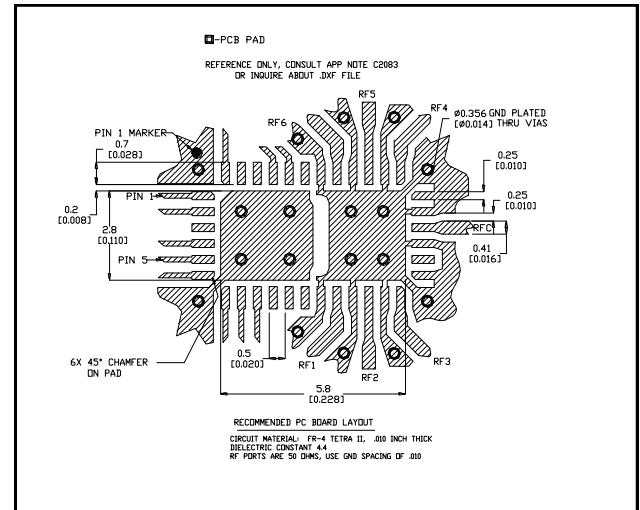 -PCB PAD
REFERENCE ONLY, CONSULT APP NOTE C2083
OR INQUIRE ABOUT .DXF FILE
RF5
RF6
RF4
Ø0.356 GND PLATED
[Ø0.014] THRU VIAS
PIN 1 MARKER
0.7
[0.028]
0.25
[0.010]
PIN 1
0.2
[0.008]
0.25
[0.010]
2.8
[0.110]
RFC
0.41
[0.016]
PIN 5
6X 45° CHAMFER
ON PAD
0.5
[0.020]
RF1
RF2
RF3
5.8
[0.228]
RECOMMENDED PC BOARD LAYOUT
CIRCUIT MATERIAL: FR-4 TETRA II, .010 INCH THICK
DIELECTRIC CONSTANT 4.4
RF PORTS ARE 50 OHMS, USE GND SPACING OF .010